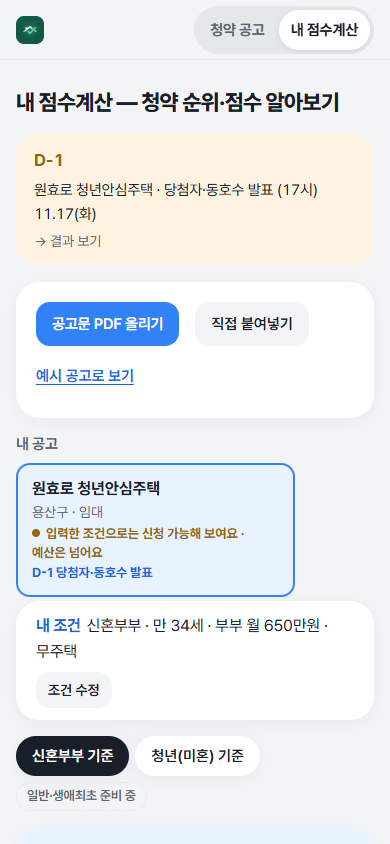 청약 공고
내 점수계산
내 점수계산 — 청약 순위·점수 알아보기
D-1
원효로 청년안심주택 · 당첨자·동호수 발표 (17시)
11.17(화)
→ 결과 보기
공고문 PDF 올리기
직접 붙여넣기
예시 공고로 보기
내 공고
원효로 청년안심주택
용산구 · 임대
● 입력한 조건으로는 신청 가능해 보여요 ·
예산은 넘어요
D-1 당첨자·동호수 발표
내 조건 신혼부부 · 만 34세 · 부부 월 650만원 ·
무주택
조건 수정
신혼부부 기준
청년(미혼) 기준
일반·생애최초 준비 중